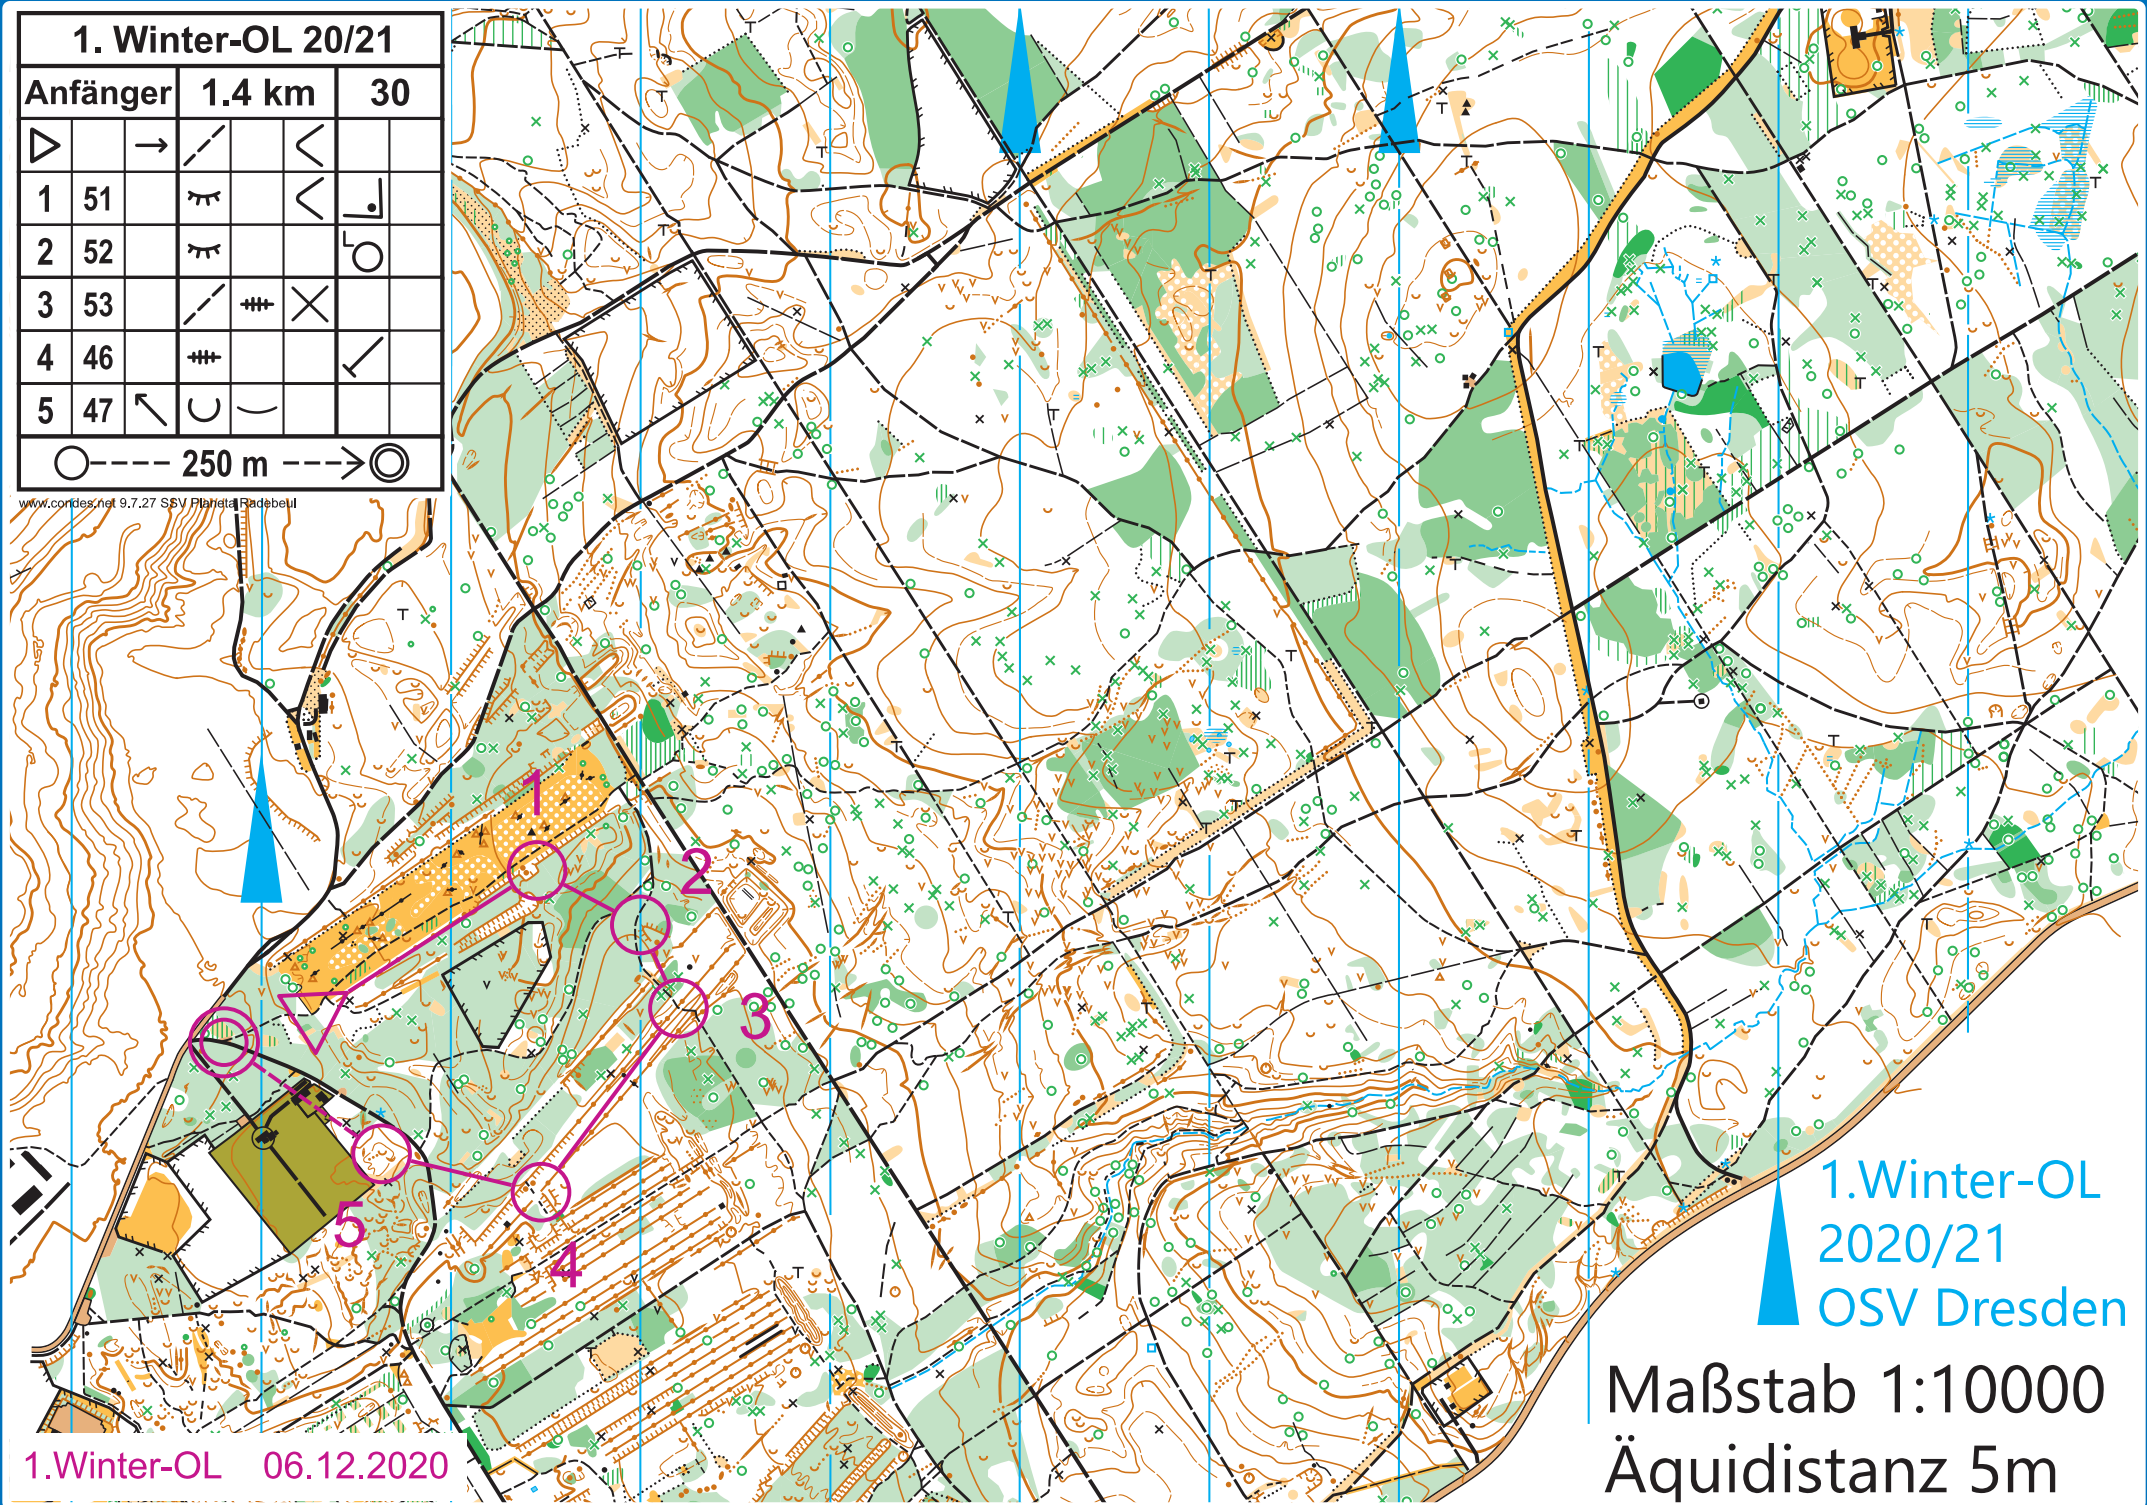 1. Winter-OL 20/21
Anfänger 1.4 km 30
1 51
2 52
3 53
4 46
5 47
250 m
www.condes.net 9.7.27 SSV Planeta Radebeul
1
2
3
4
5
1.Winter-OL
2020/21
OSV Dresden
Maßstab 1:10000
Äquidistanz 5m
1.Winter-OL 06.12.2020